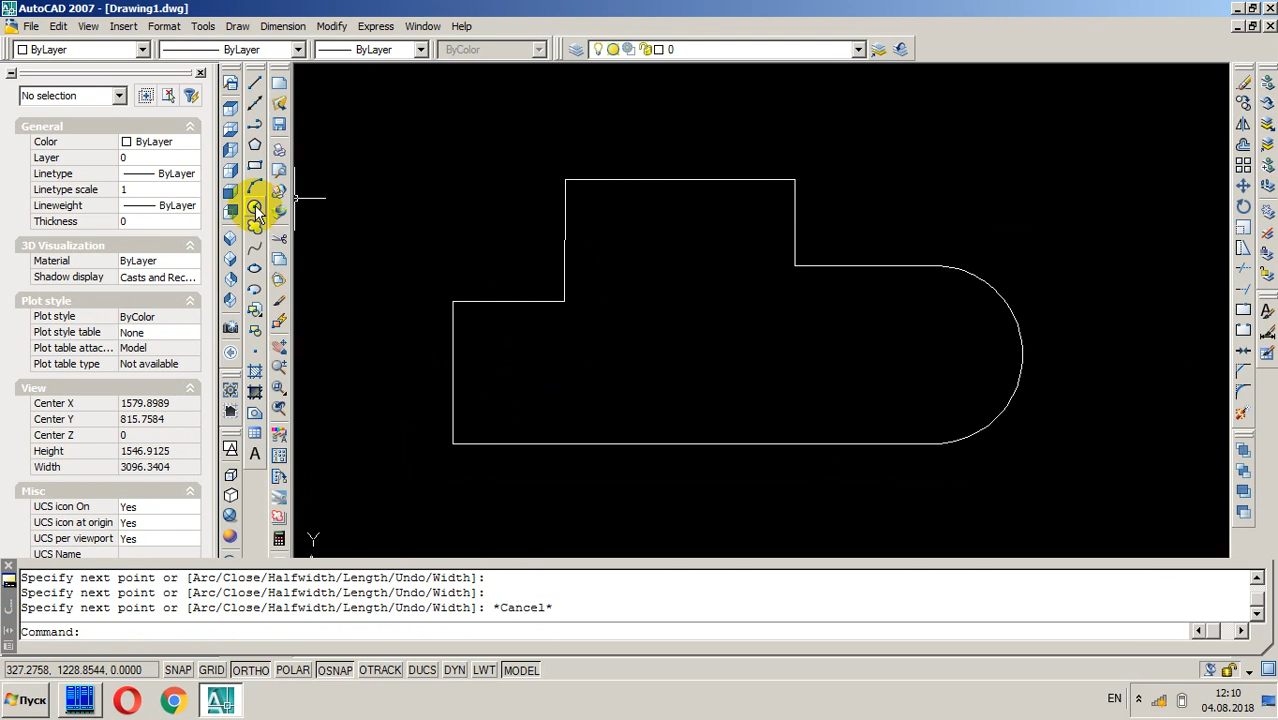 AutoCAD 2007 - [Drawing1.dwg]
File Edit View Insert Format Tools Draw Dimension Modify Express Window Help
ByLayer ByLayer ByLayer ByColor 0
No selection
General
Color ByLayer
Layer 0
Linetype ByLayer
Linetype scale 1
Lineweight ByLayer
Thickness 0
3D Visualization
Material ByLayer
Shadow display Casts and Rec...
Plot style
Plot style ByColor
Plot style table None
Plot table attac... Model
Plot table type Not available
View
Center X 1579.8989
Center Y 815.7584
Center Z 0
Height 1546.9125
Width 3096.3404
Misc
UCS icon On Yes
UCS icon at origin Yes
UCS per viewport Yes
UCS Name
A
Y
Specify next point or [Arc/Close/Halfwidth/Length/Undo/Width]:
Specify next point or [Arc/Close/Halfwidth/Length/Undo/Width]:
Specify next point or [Arc/Close/Halfwidth/Length/Undo/Width]: *Cancel*
Command:
327.2758, 1228.8544, 0.0000 SNAP GRID ORTHO POLAR OSNAP OTRACK DUCS DYN LWT MODEL
Пуск EN 12:10
04.08.2018